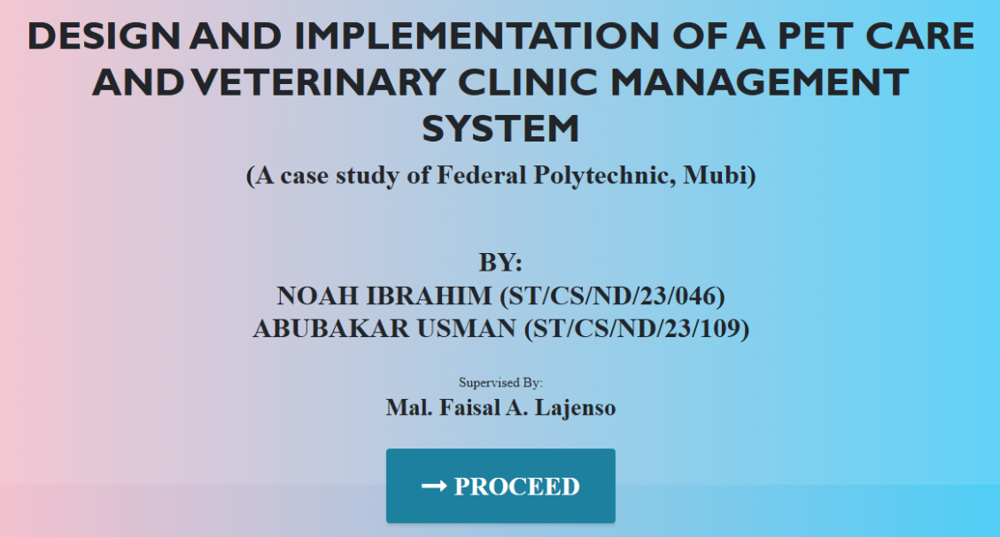 DESIGN AND IMPLEMENTATION OF A PET CARE
AND VETERINARY CLINIC MANAGEMENT
SYSTEM
(A case study of Federal Polytechnic, Mubi)
BY:
NOAH IBRAHIM (ST/CS/ND/23/046)
ABUBAKAR USMAN (ST/CS/ND/23/109)
Supervised By:
Mal. Faisal A. Lajenso
→ PROCEED